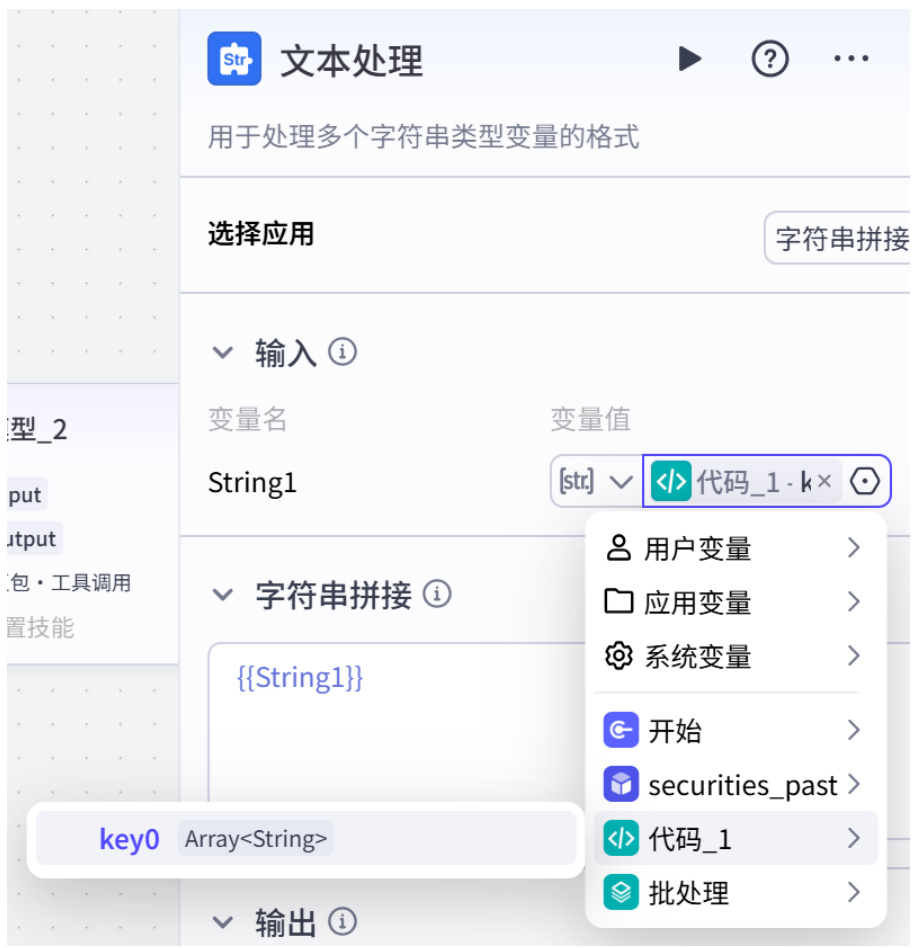 Str
文本处理
用于处理多个字符串类型变量的格式
选择应用
字符串拼接
输入
变量名 变量值
String1 [str.] 代码_1 - k
型_2
put
utput
包・工具调用
置技能
字符串拼接
{{String1}}
用户变量
应用变量
系统变量
开始
securities_past
代码_1
批处理
key0 Array<String>
输出